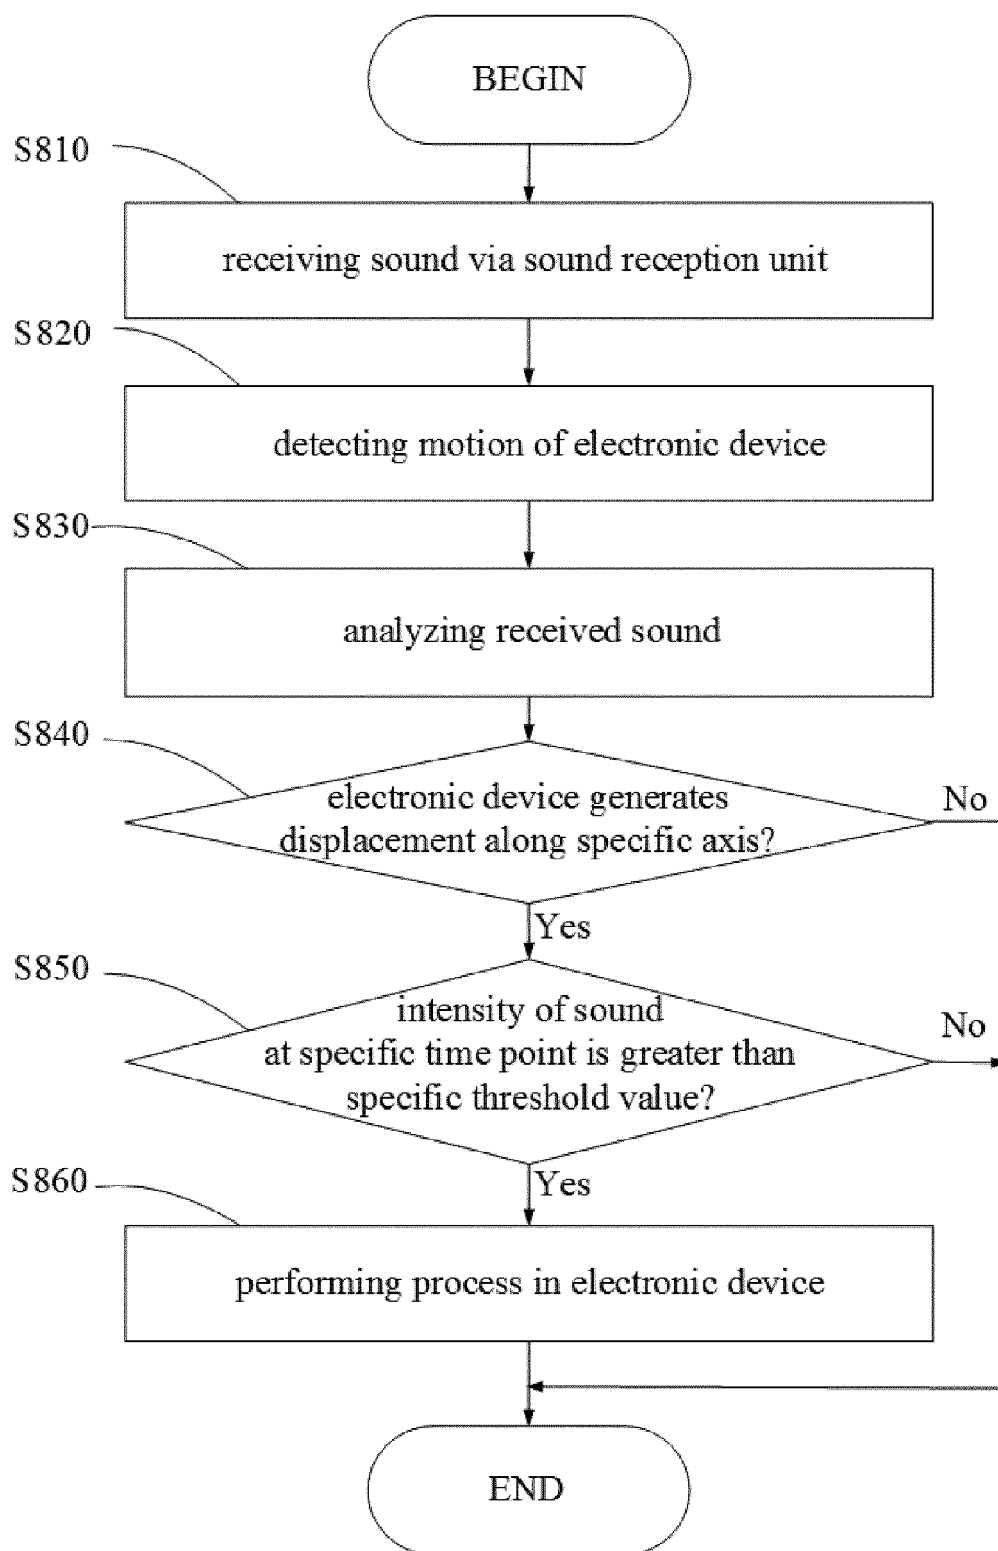 BEGIN
S810
receiving sound via sound reception unit
S820
detecting motion of electronic device
S830
analyzing received sound
S840
electronic device generates
displacement along specific axis?
No
Yes
S850
intensity of sound
at specific time point is greater than
specific threshold value?
No
Yes
S860
performing process in electronic device
END